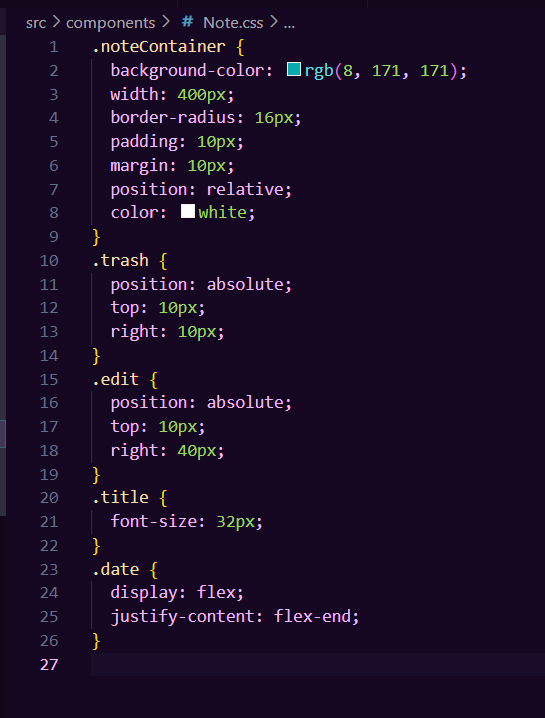 src > components > # Note.css > ...
1 .noteContainer {
2 background-color: rgb(8, 171, 171);
3 width: 400px;
4 border-radius: 16px;
5 padding: 10px;
6 margin: 10px;
7 position: relative;
8 color: white;
9 }
10 .trash {
11 position: absolute;
12 top: 10px;
13 right: 10px;
14 }
15 .edit {
16 position: absolute;
17 top: 10px;
18 right: 40px;
19 }
20 .title {
21 font-size: 32px;
22 }
23 .date {
24 display: flex;
25 justify-content: flex-end;
26 }
27